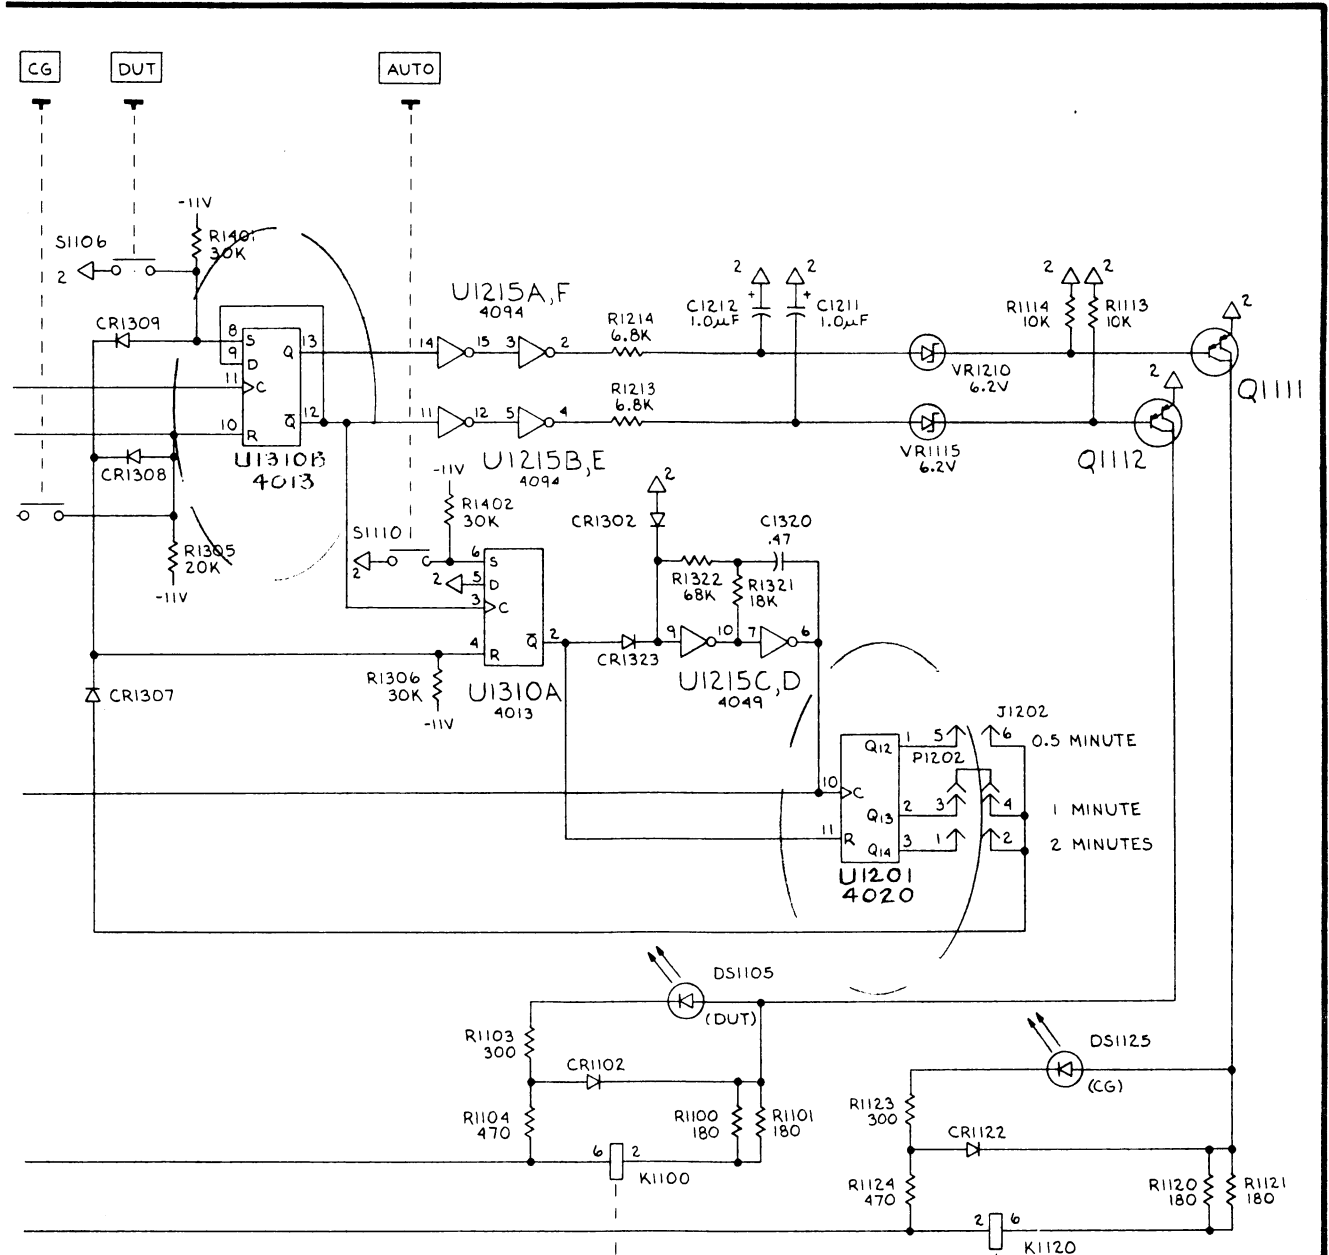 CG
DUT
AUTO
-11V
S1106
R1401
30K
2
CR1309
8
S
9
D
11
C
10
R
Q
13
Q̅
12
U1310B
4013
CR1308
R1305
20K
-11V
U1215A,F
4094
14
15
3
2
11
12
5
4
U1215B,E
4094
R1214
6.8K
R1213
6.8K
2
2
C1212
1.0µF
+
+
C1211
1.0µF
VR1210
6.2V
VR1115
6.2V
2
2
R1114
10K
R1113
10K
2
2
Q1111
Q1112
-11V
R1402
30K
S1110
2
2
6
S
5
D
3
C
4
R
Q̅
2
U1310A
4013
R1306
30K
-11V
CR1307
2
CR1302
C1320
.47
R1322
68K
R1321
18K
CR1323
9
10
7
6
U1215C,D
4049
J1202
Q12
1
5
6
0.5 MINUTE
P1202
10
C
Q13
2
3
4
1 MINUTE
11
R
Q14
3
1
2
2 MINUTES
U1201
4020
DS1105
(DUT)
R1103
300
CR1102
R1104
470
R1100
180
R1101
180
6
2
K1100
DS1125
(CG)
R1123
300
CR1122
R1124
470
R1120
180
R1121
180
2
6
K1120